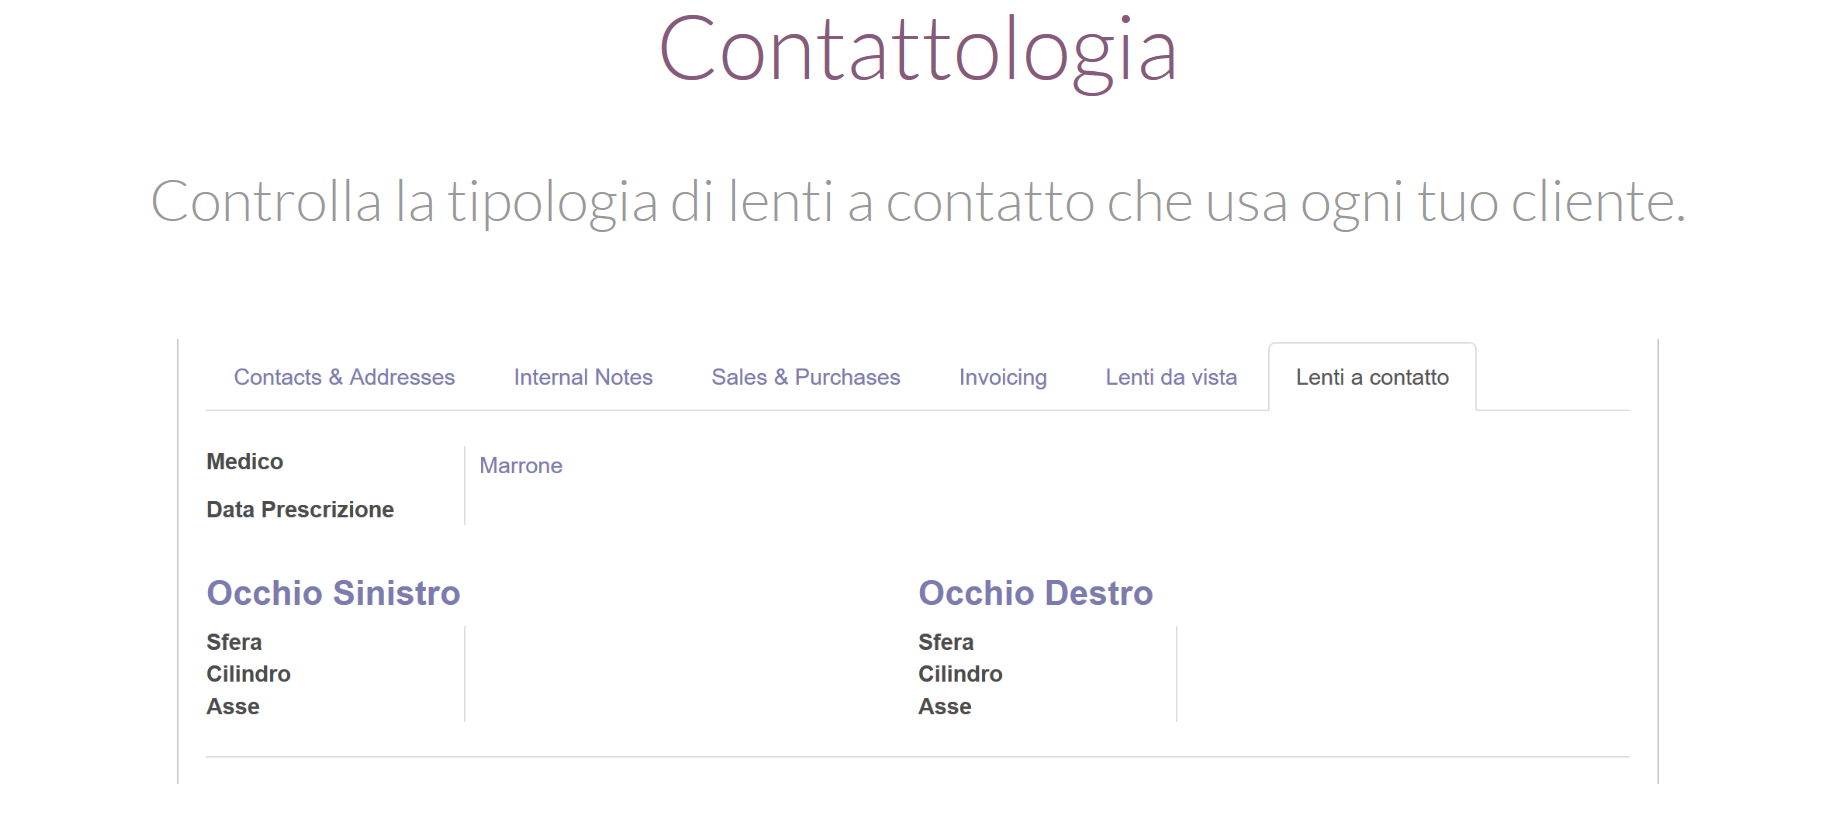 Contattologia
Controlla la tipologia di lenti a contatto che usa ogni tuo cliente.
Contacts & Addresses Internal Notes Sales & Purchases Invoicing Lenti da vista Lenti a contatto
Medico Marrone
Data Prescrizione
Occhio Sinistro Occhio Destro
Sfera Sfera
Cilindro Cilindro
Asse Asse